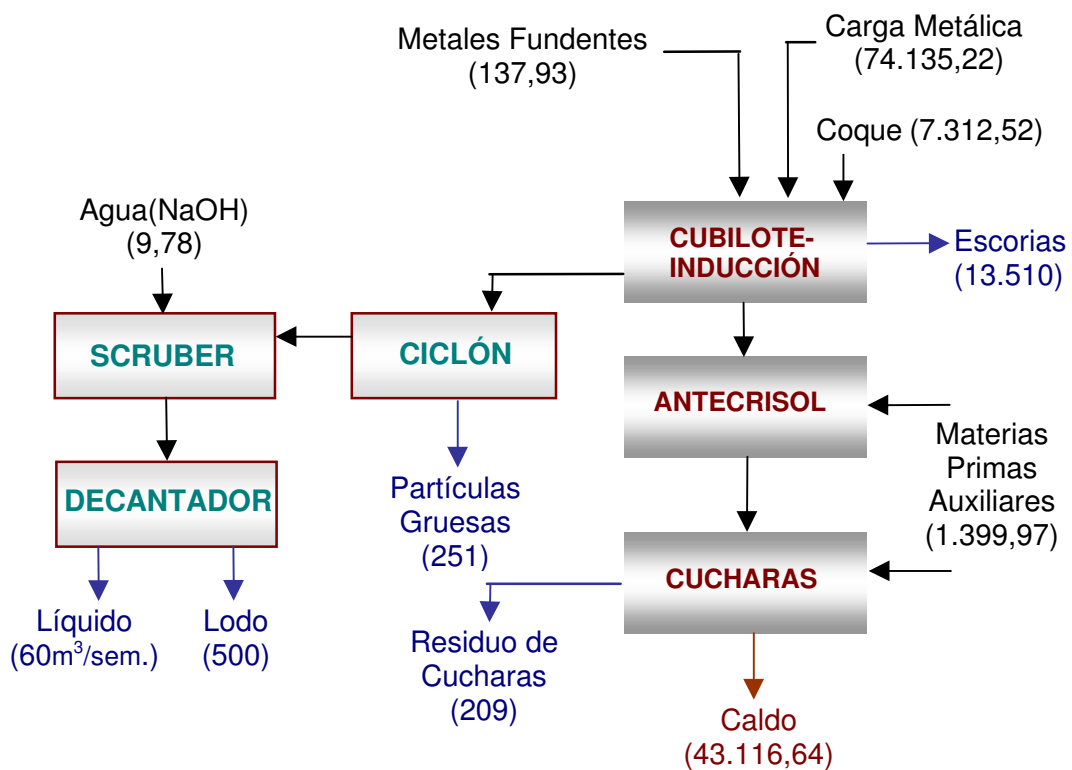 Metales Fundentes
(137,93)
Carga Metálica
(74.135,22)
Coque (7.312,52)
Agua(NaOH)
(9,78)
CUBILOTE-
INDUCCIÓN
Escorias
(13.510)
SCRUBER
CICLÓN
ANTECRISOL
Materias
Primas
Auxiliares
(1.399,97)
DECANTADOR
Partículas
Gruesas
(251)
CUCHARAS
Líquido
(60m³/sem.)
Lodo
(500)
Residuo de
Cucharas
(209)
Caldo
(43.116,64)